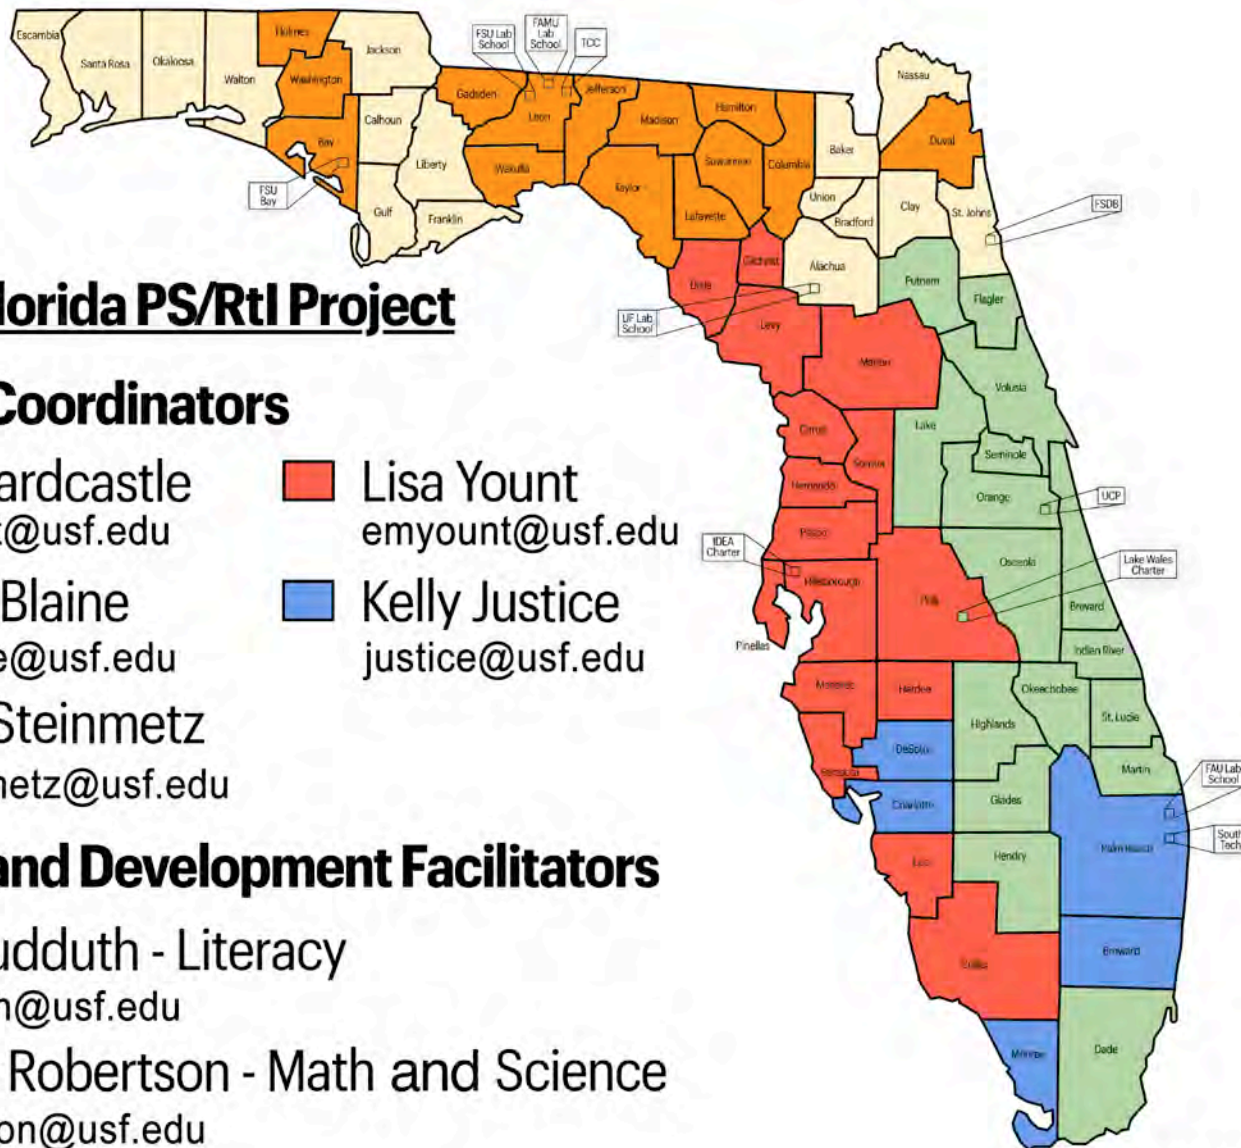 lorida PS/RtI Project
Coordinators
ardcastle
t@usf.edu
Lisa Yount
emyount@usf.edu
Blaine
e@usf.edu
Kelly Justice
justice@usf.edu
Steinmetz
netz@usf.edu
and Development Facilitators
udduth - Literacy
n@usf.edu
Robertson - Math and Science
on@usf.edu
Escambia
Santa Rosa
Okaloosa
Walton
Holmes
Washington
Jackson
Bay
Calhoun
Liberty
Gulf
Franklin
FSU
Bay
Gadsden
FSU Lab
School
FAMU
Lab
School
TCC
Leon
Wakulla
Jefferson
Madison
Taylor
Hamilton
Suwannee
Lafayette
Columbia
Baker
Nassau
Duval
Union
Bradford
Clay
St. Johns
FSDB
Alachua
UF Lab
School
Dixie
Gilchrist
Levy
Marion
Putnam
Flagler
Volusia
Citrus
Sumter
Lake
Hernando
Pasco
Seminole
Orange
UCP
IDEA
Charter
Hillsborough
Pinellas
Polk
Osceola
Lake Wales
Charter
Brevard
Indian River
Manatee
Hardee
Highlands
Okeechobee
St. Lucie
Sarasota
DeSoto
Martin
Charlotte
Glades
FAU Lab
School
South
Tech
Lee
Hendry
Palm Beach
Collier
Broward
Monroe
Dade